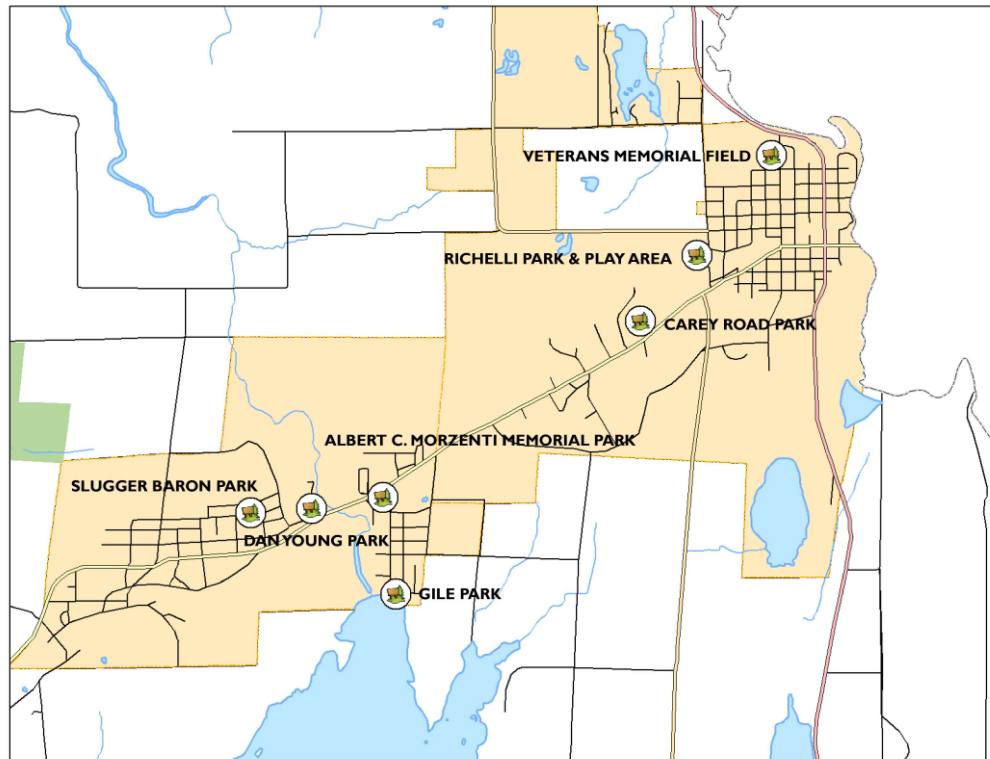 VETERANS MEMORIAL FIELD
RICHELLI PARK & PLAY AREA
CAREY ROAD PARK
ALBERT C. MORZENTI MEMORIAL PARK
SLUGGER BARON PARK
DAN YOUNG PARK
GILE PARK